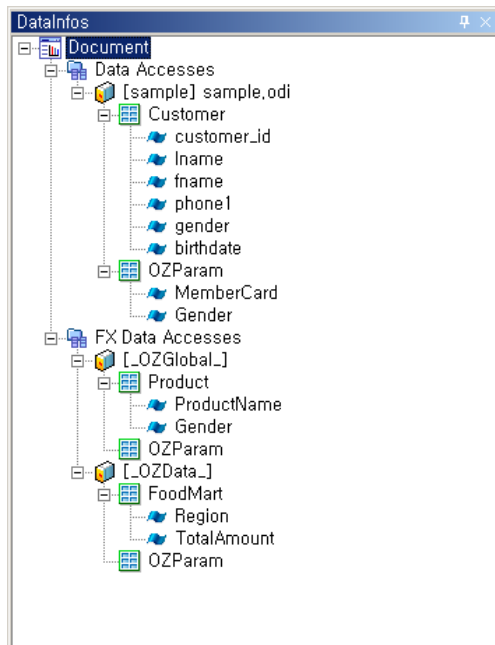 DataInfos
Document
Data Accesses
[sample] sample.odi
Customer
customer_id
lname
fname
phone1
gender
birthdate
OZParam
MemberCard
Gender
FX Data Accesses
[_OZGlobal_]
Product
ProductName
Gender
OZParam
[_OZData_]
FoodMart
Region
TotalAmount
OZParam